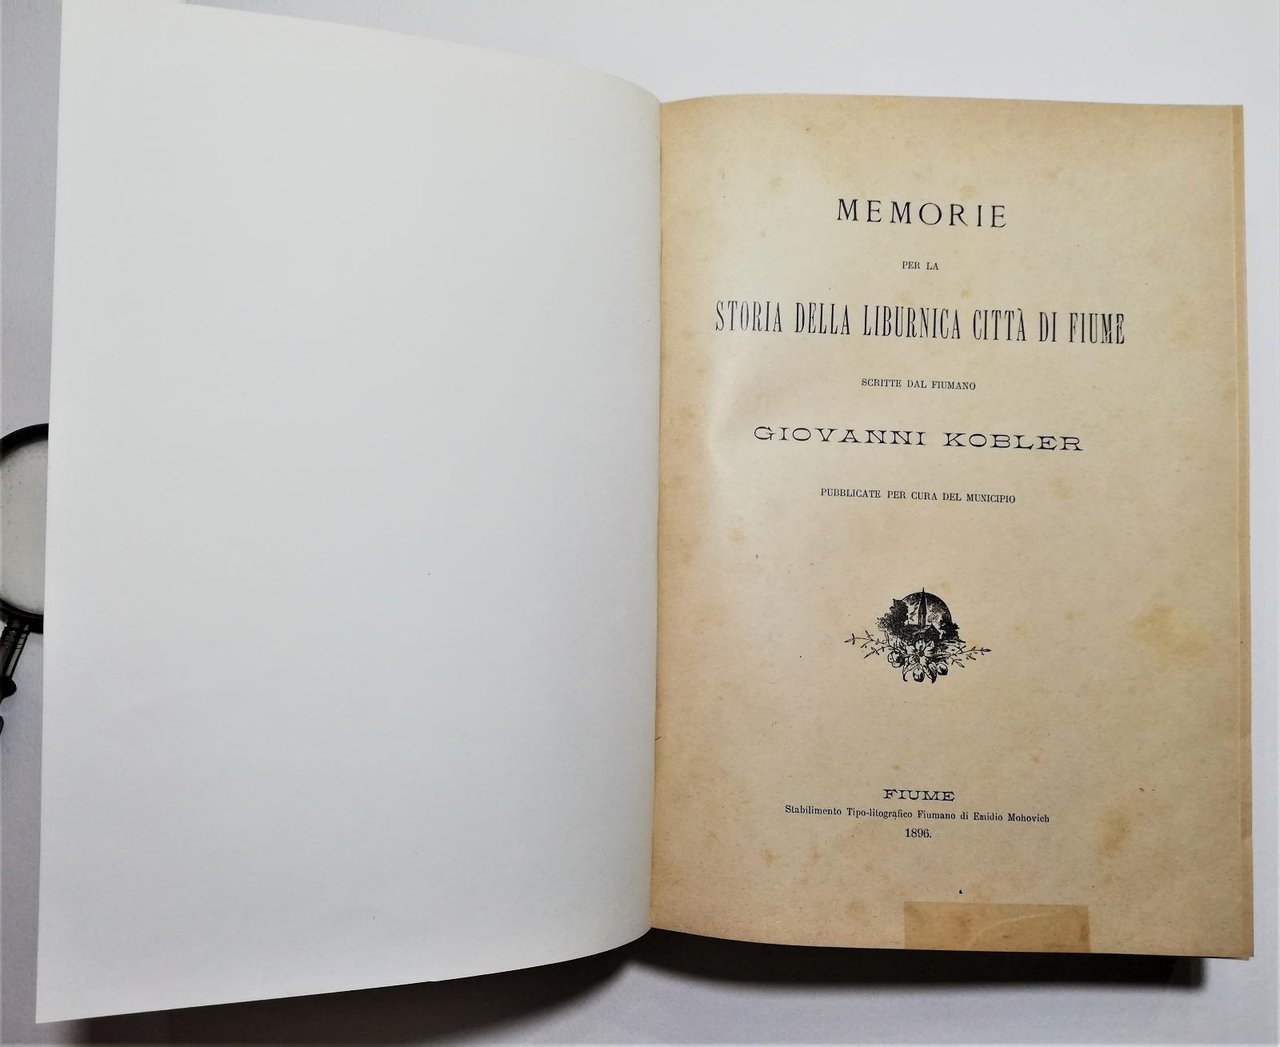 MEMORIE
PER LA
STORIA DELLA LIBURNICA CITTÀ DI FIUME
SCRITTE DAL FIUMANO
GIOVANNI KOBLER
PUBBLICATE PER CURA DEL MUNICIPIO
FIUME
Stabilimento Tipo-litografico Fiumano di Emidio Mohovich
1896.